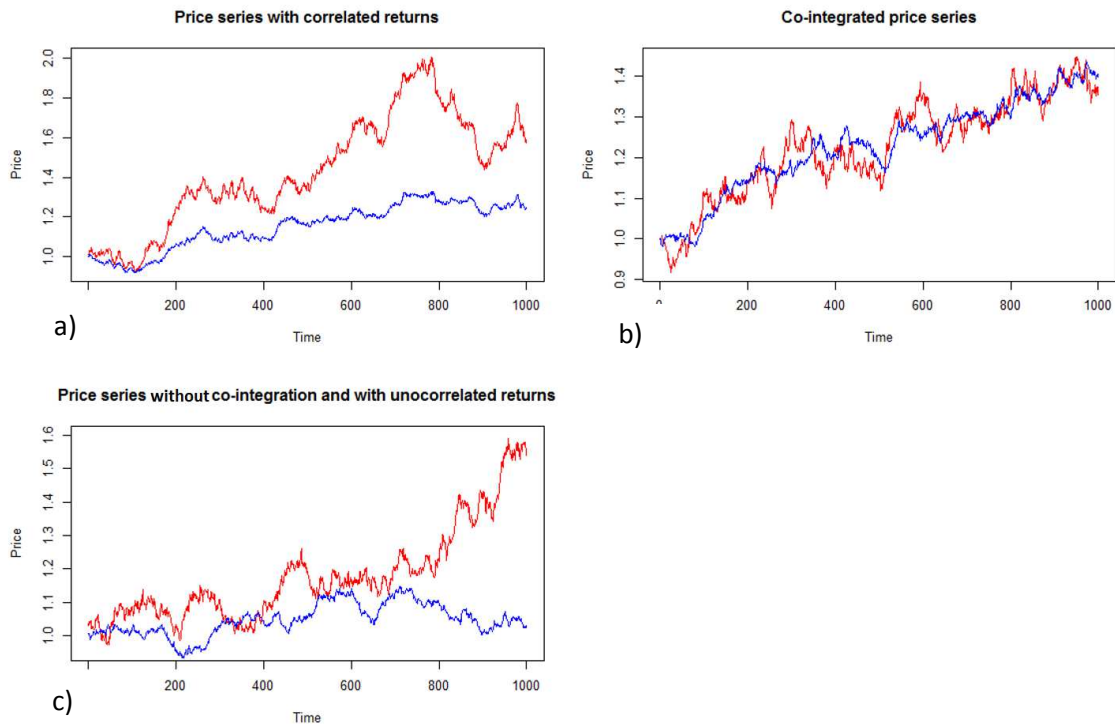 Price series with correlated returns
Price
2.0
1.8
1.6
1.4
1.2
1.0
200 400 600 800 1000
Time
a)
Co-integrated price series
Price
1.4
1.3
1.2
1.1
1.0
0.9
200 400 600 800 1000
Time
b)
Price series without co-integration and with unocorrelated returns
Price
1.6
1.5
1.4
1.3
1.2
1.1
1.0
200 400 600 800 1000
Time
c)